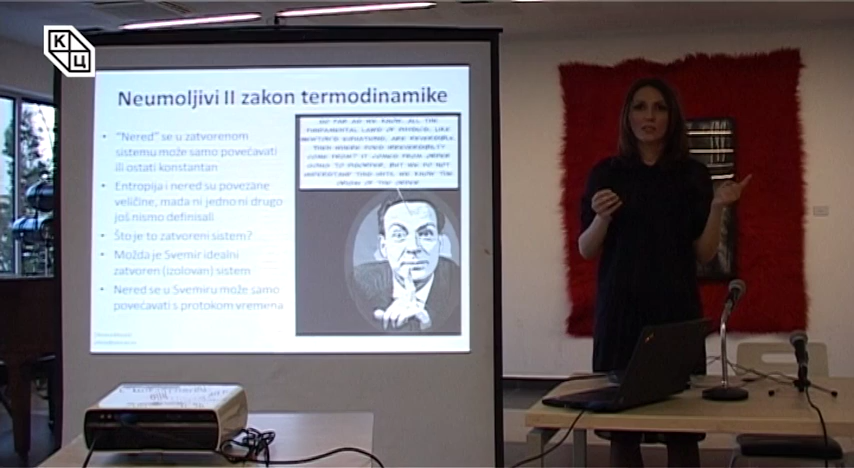 К
Ц
Neumoljivi II zakon termodinamike
• "Nered" se u zatvorenom
sistemu može samo povećavati
ili ostati konstantan
• Entropija i nered su povezane
veličine, mada ni jedno ni drugo
još nismo definisali
• Što je to zatvoreni sistem?
• Možda je Svemir idealni
zatvoren (izolovan) sistem
• Nered se u Svemiru može samo
povećavati s protokom vremena
AS FAR AS WE KNOW, ALL THE
FUNDAMENTAL LAWS OF PHYSICS, LIKE
NEWTON'S EQUATIONS, ARE REVERSIBLE.
THEN WHERE DOES IRREVERSIBILITY
COME FROM? IT COMES FROM ORDER
GOING TO DISORDER, BUT WE DO NOT
UNDERSTAND THIS UNTIL WE KNOW THE
ORIGIN OF THE ORDER